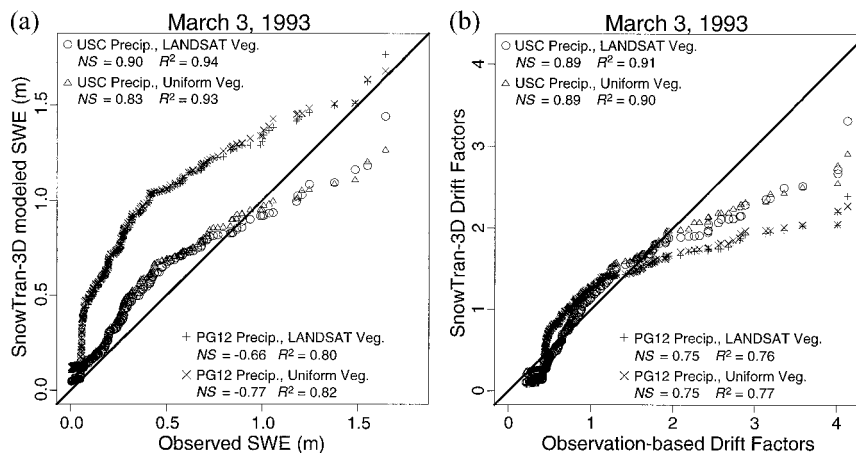 (a)
March 3, 1993
USC Precip., LANDSAT Veg.
NS = 0.90 R² = 0.94
USC Precip., Uniform Veg.
NS = 0.83 R² = 0.93
PG12 Precip., LANDSAT Veg.
NS = -0.66 R² = 0.80
PG12 Precip., Uniform Veg.
NS = -0.77 R² = 0.82
SnowTran-3D modeled SWE (m)
1.5
1.0
0.5
0.0
0.0 0.5 1.0 1.5
Observed SWE (m)
(b)
March 3, 1993
USC Precip., LANDSAT Veg.
NS = 0.89 R² = 0.91
USC Precip., Uniform Veg.
NS = 0.89 R² = 0.90
PG12 Precip., LANDSAT Veg.
NS = 0.75 R² = 0.76
PG12 Precip., Uniform Veg.
NS = 0.75 R² = 0.77
SnowTran-3D Drift Factors
4
3
2
1
0
0 1 2 3 4
Observation-based Drift Factors